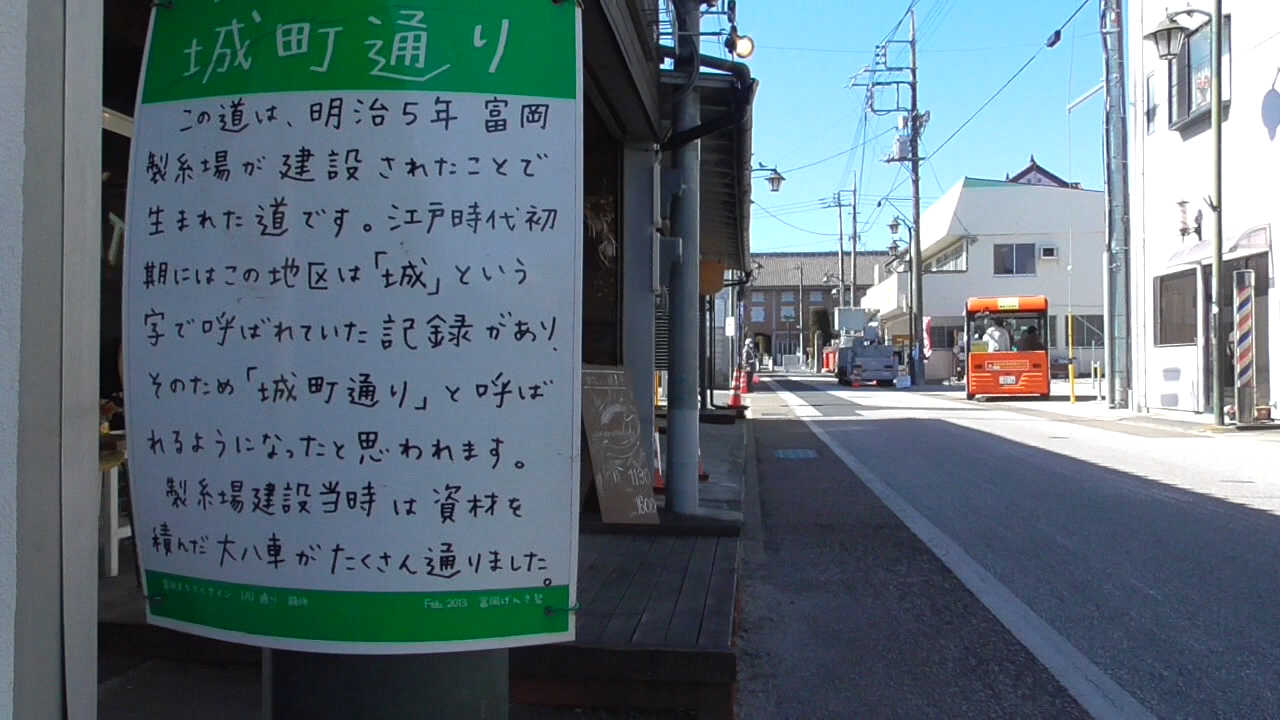 城町通り
この道は、明治5年 富岡
製糸場が建設されたことで
生まれた道です。江戸時代初
期にはこの地区は「城」という
字で呼ばれていた記録があり、
そのため「城町通り」と呼ば
れるようになったと思われます。
製糸場建設当時は資材を
積んだ大八車がたくさん通りました。
Feb. 2013 富岡げんき塾
1130
1600